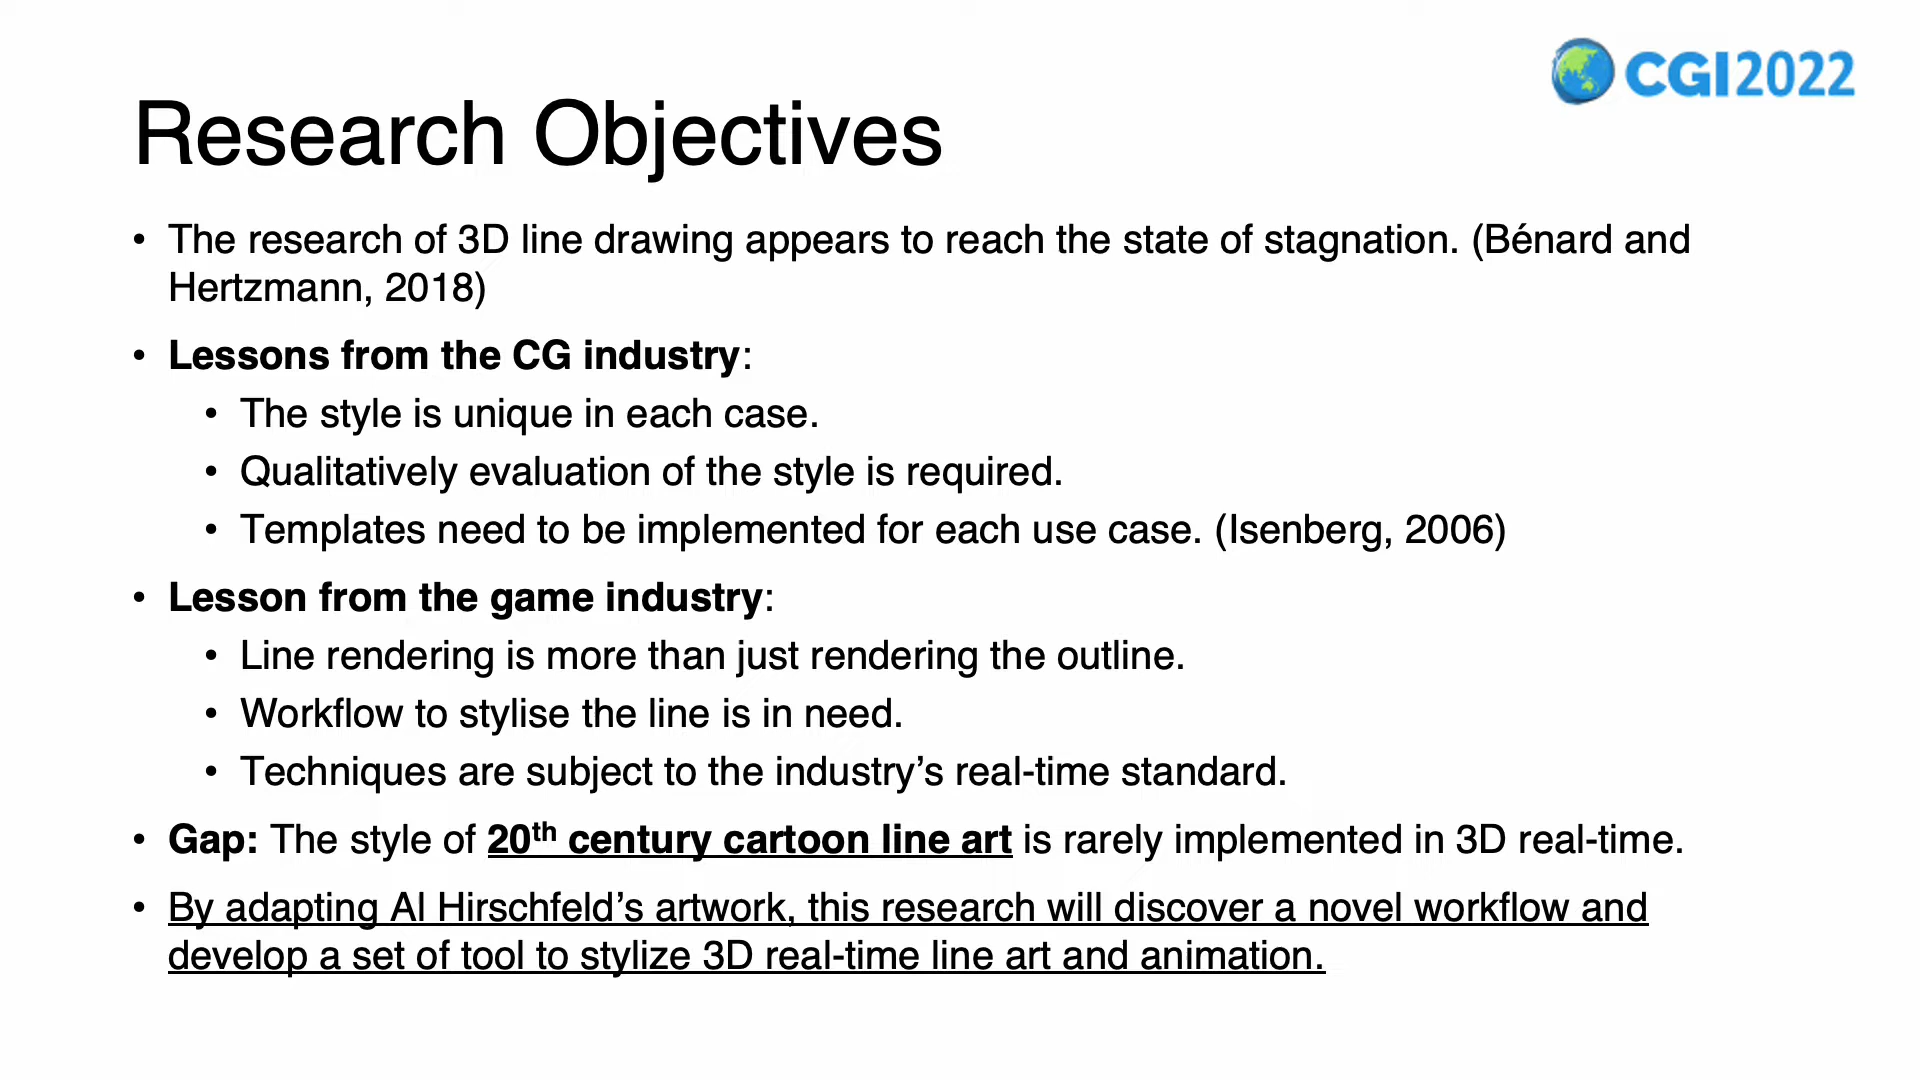 CGI2022
Research Objectives
• The research of 3D line drawing appears to reach the state of stagnation. (Bénard and
Hertzmann, 2018)
• Lessons from the CG industry:
• The style is unique in each case.
• Qualitatively evaluation of the style is required.
• Templates need to be implemented for each use case. (Isenberg, 2006)
• Lesson from the game industry:
• Line rendering is more than just rendering the outline.
• Workflow to stylise the line is in need.
• Techniques are subject to the industry’s real-time standard.
• Gap: The style of 20th century cartoon line art is rarely implemented in 3D real-time.
• By adapting Al Hirschfeld’s artwork, this research will discover a novel workflow and
develop a set of tool to stylize 3D real-time line art and animation.